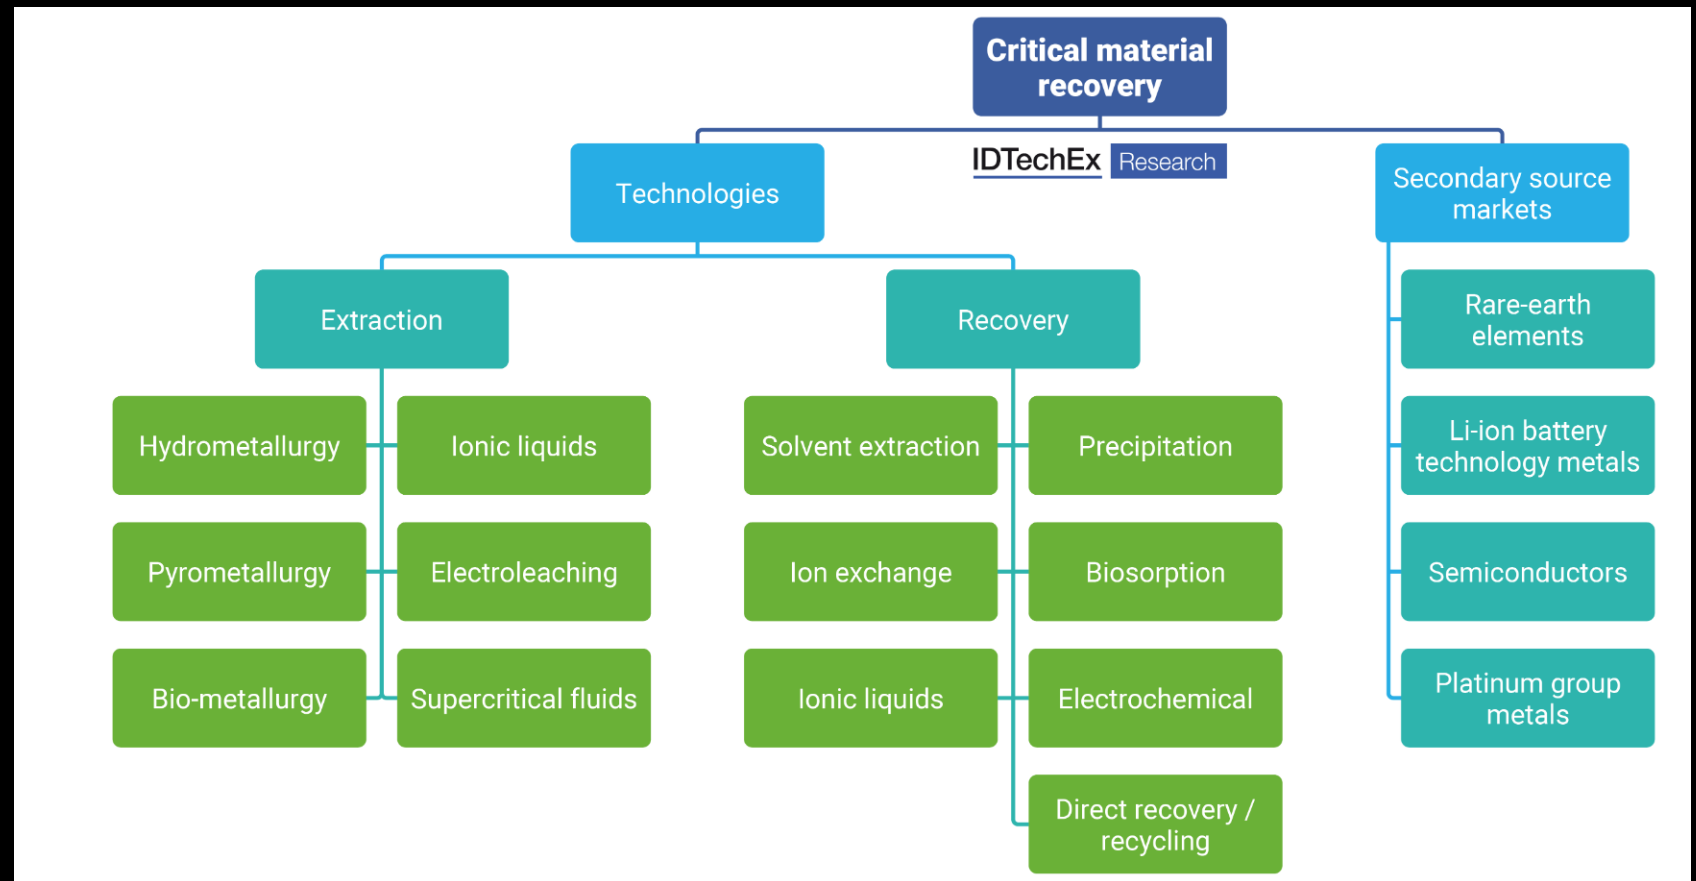 Critical material
recovery
IDTechEx Research
Technologies
Secondary source
markets
Extraction
Recovery
Rare-earth
elements
Hydrometallurgy
Ionic liquids
Solvent extraction
Precipitation
Li-ion battery
technology metals
Pyrometallurgy
Electroleaching
Ion exchange
Biosorption
Semiconductors
Bio-metallurgy
Supercritical fluids
Ionic liquids
Electrochemical
Platinum group
metals
Direct recovery /
recycling